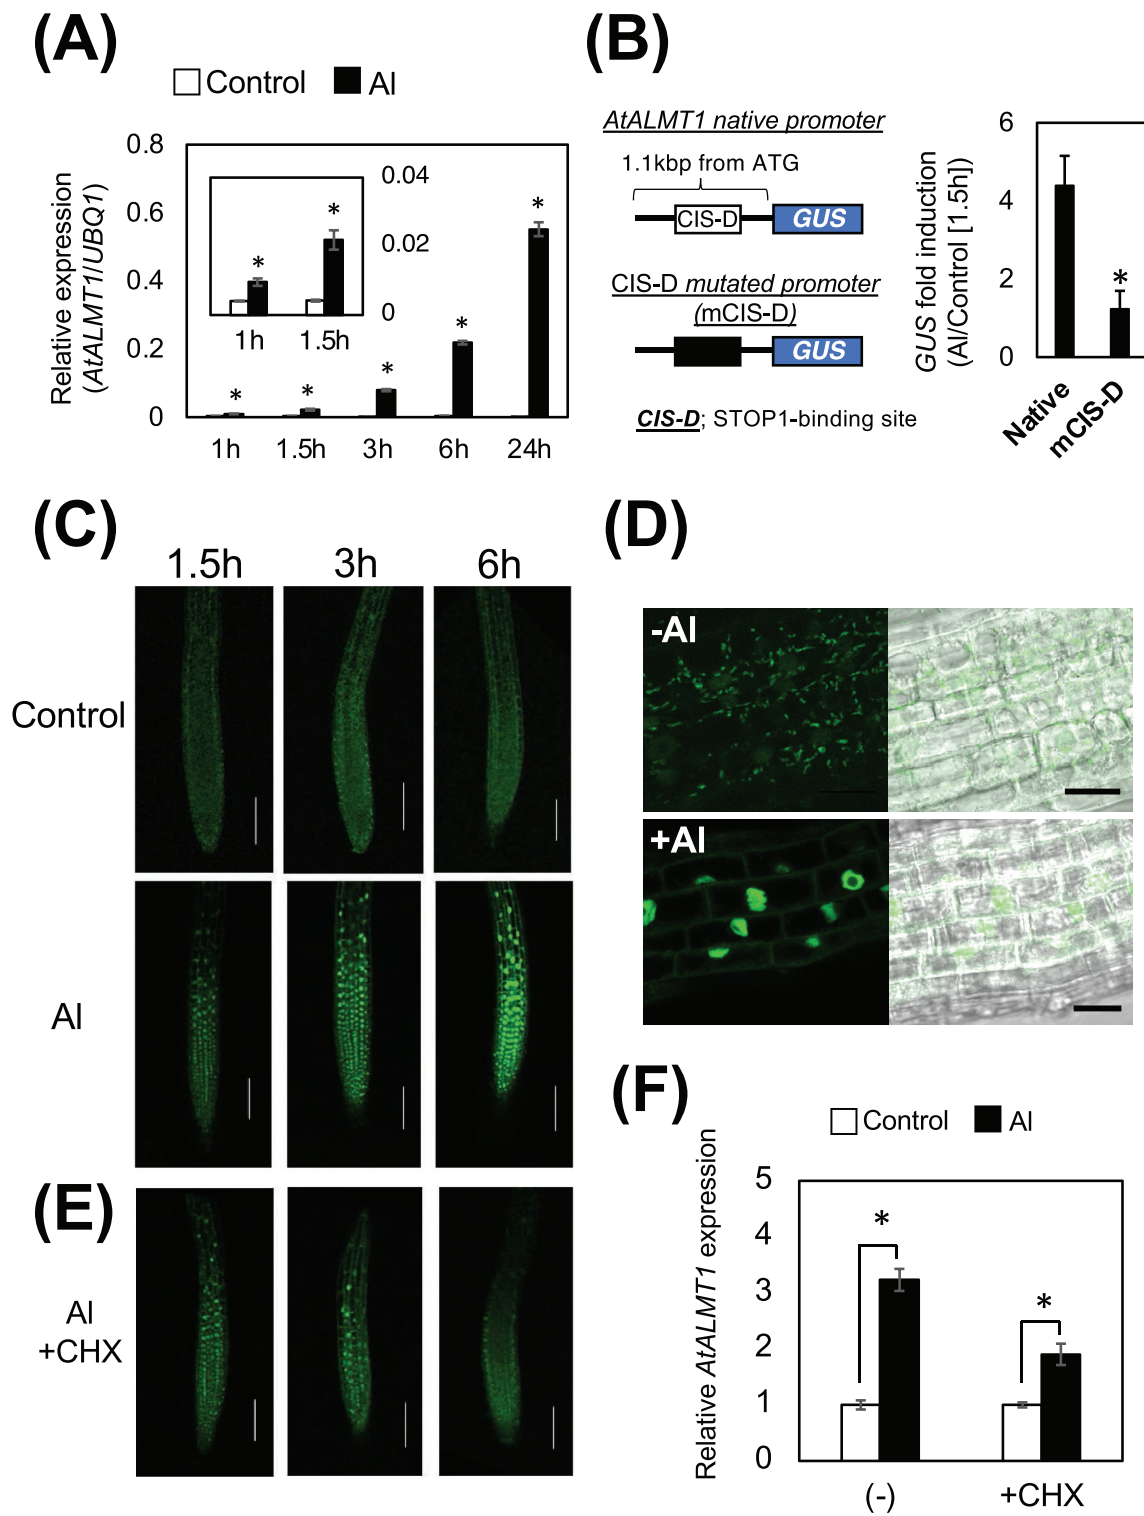 (A)
Control Al
Relative expression
(AtALMT1/UBQ1)
0.8
0.6
0.4
0.2
0
0.04
0.02
0
* *
1h 1.5h
* * * * *
1h 1.5h 3h 6h 24h
(B)
AtALMT1 native promoter
1.1kbp from ATG
CIS-D GUS
CIS-D mutated promoter
(mCIS-D)
GUS
CIS-D; STOP1-binding site
GUS fold induction
(Al/Control [1.5h])
6
4
2
0
*
Native
mCIS-D
(C)
1.5h 3h 6h
Control
Al
(D)
-Al
+Al
(E)
Al
+CHX
(F)
Control Al
Relative AtALMT1 expression
5
4
3
2
1
0
* *
(-) +CHX